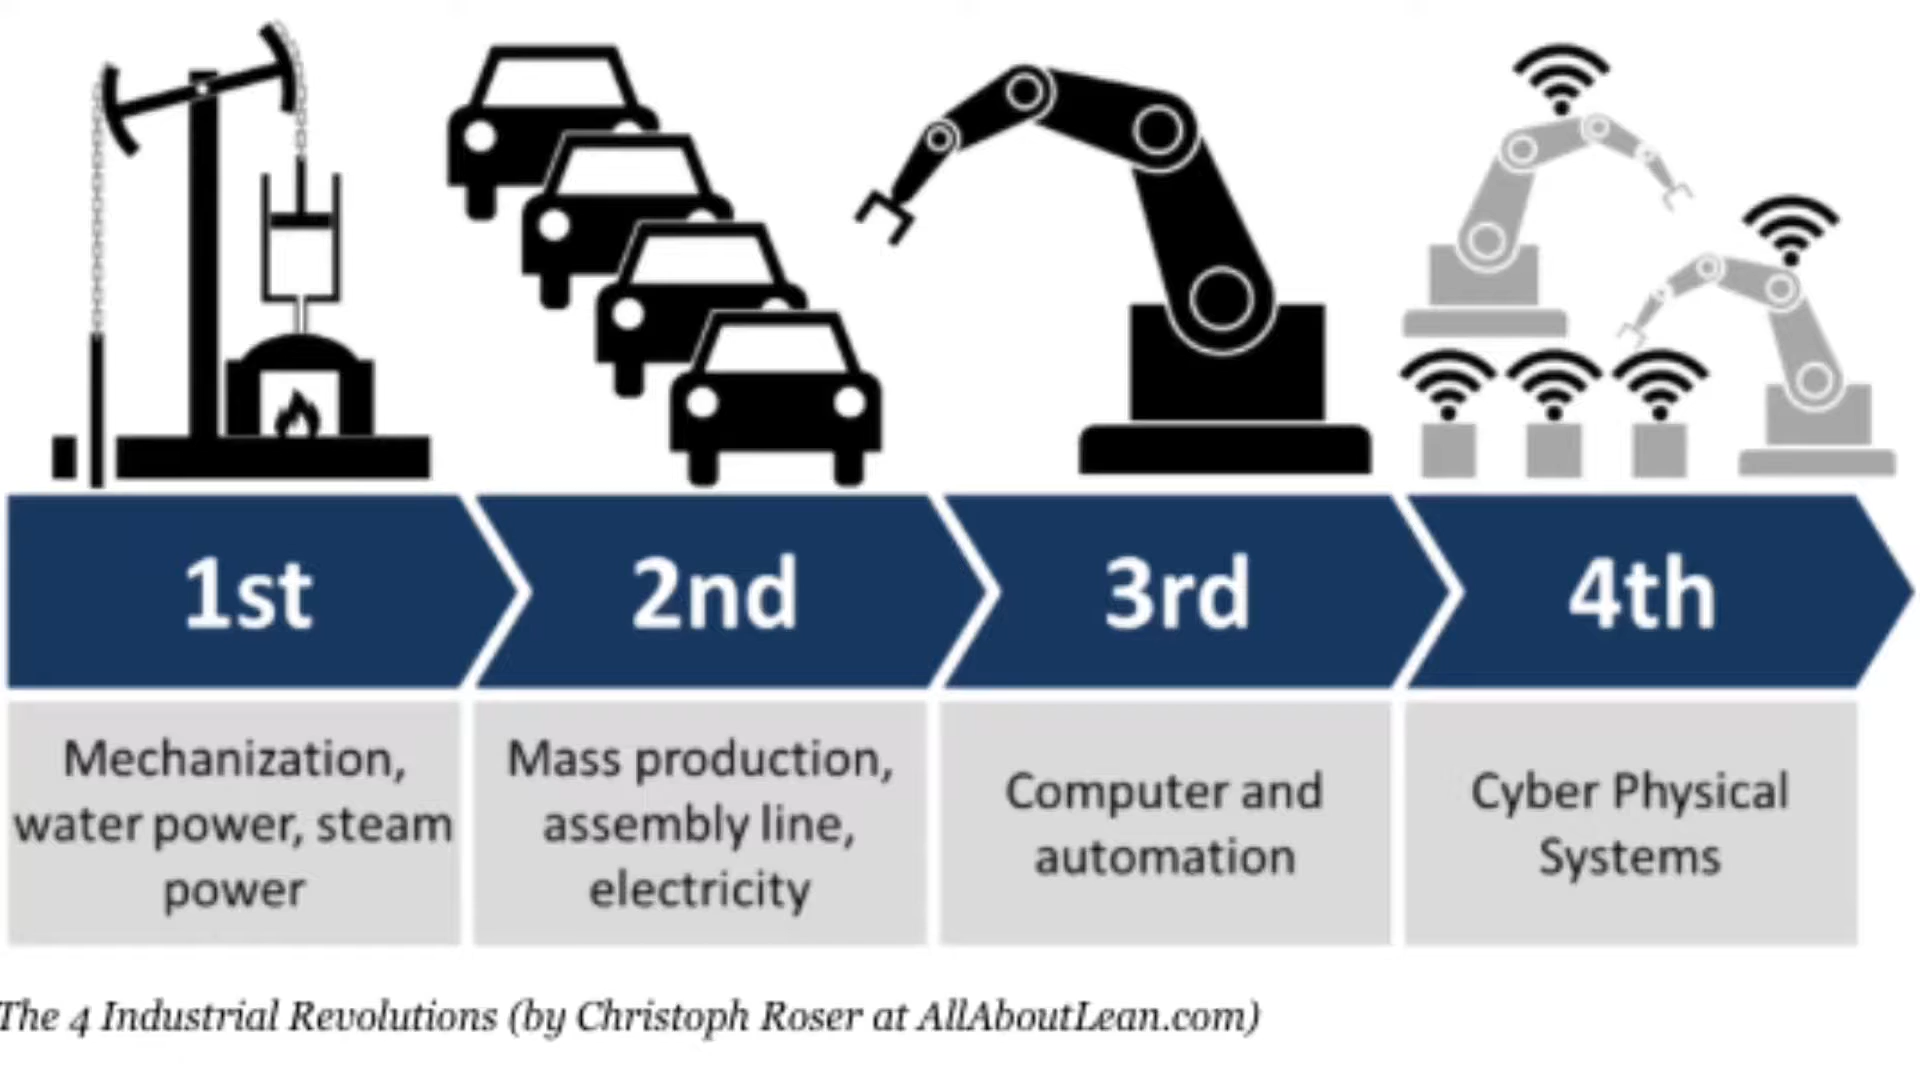 1st
2nd
3rd
4th
Mechanization,
water power, steam
power
Mass production,
assembly line,
electricity
Computer and
automation
Cyber Physical
Systems
The 4 Industrial Revolutions (by Christoph Roser at AllAboutLean.com)